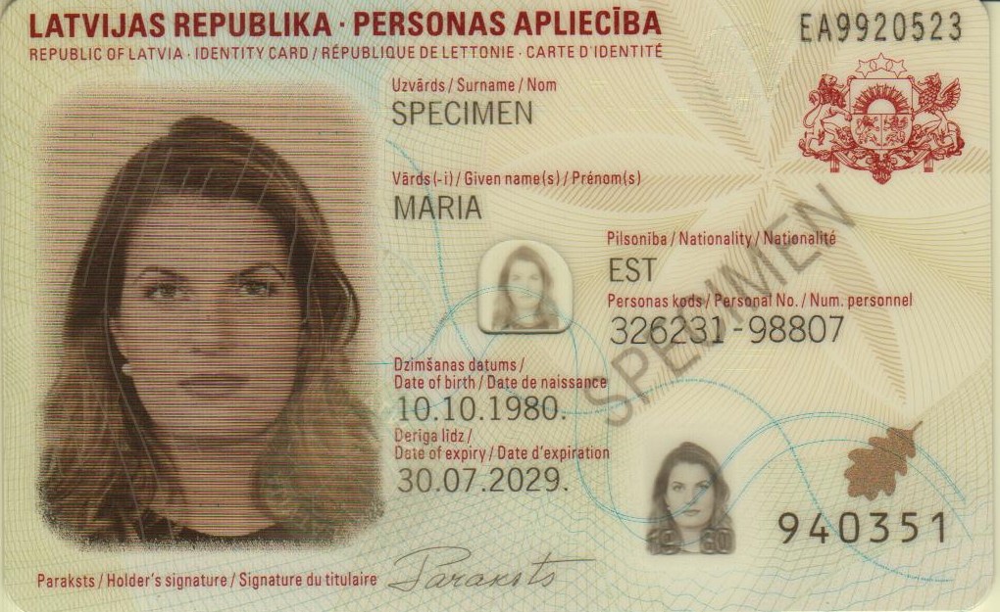 LATVIJAS REPUBLIKA · PERSONAS APLIECĪBA
EA9920523
REPUBLIC OF LATVIA · IDENTITY CARD / RÉPUBLIQUE DE LETTONIE · CARTE D'IDENTITÉ
Uzvārds / Surname / Nom
SPECIMEN
Vārds (-i) / Given name(s) / Prénom(s)
MARIA
Pilsonība / Nationality / Nationalité
EST
Personas kods / Personal No. / Num. personnel
326231-98807
Dzimšanas datums /
Date of birth / Date de naissance
10.10.1980.
Derīga līdz /
Date of expiry / Date d'expiration
30.07.2029.
SPECIMEN
940351
Paraksts / Holder's signature / Signature du titulaire
Paraksts